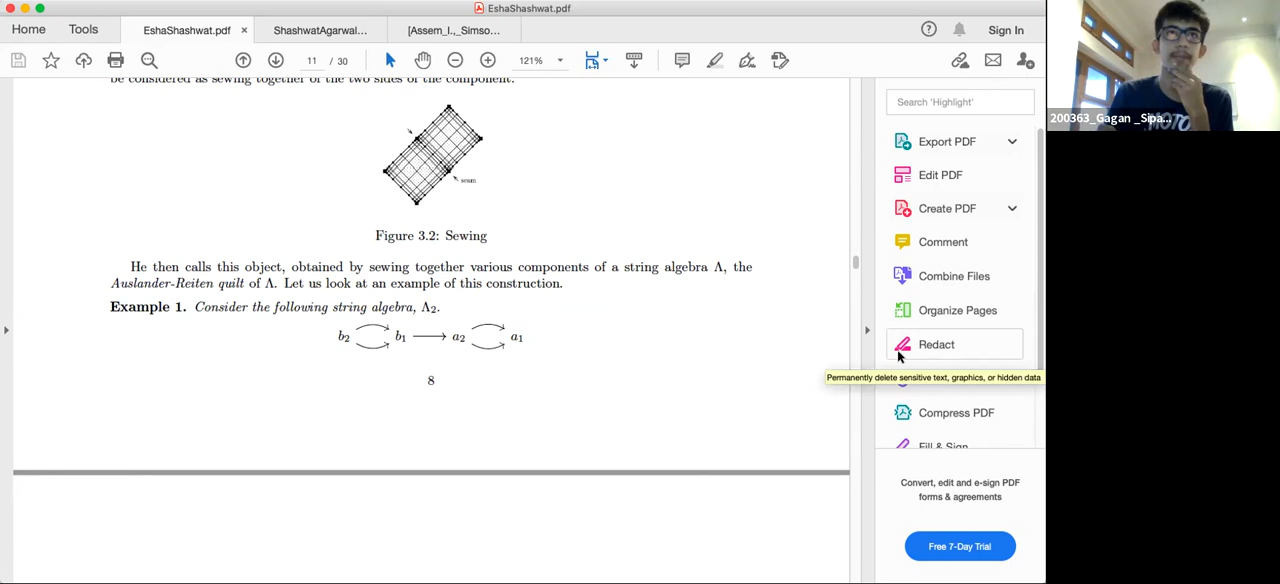 EshaShashwat.pdf
Home
Tools
EshaShashwat.pdf
ShashwatAgarwal...
[Assem_I.,_Simso...
Sign In
11 / 30
121%
be considered as sewing together of the two sides of the component.
seam
Figure 3.2: Sewing
He then calls this object, obtained by sewing together various components of a string algebra Λ, the
Auslander-Reiten quilt of Λ. Let us look at an example of this construction.
Example 1. Consider the following string algebra, Λ₂.
b₂ b₁ a₂ a₁
8
Search 'Highlight'
Export PDF
Edit PDF
Create PDF
Comment
Combine Files
Organize Pages
Redact
Permanently delete sensitive text, graphics, or hidden data
Compress PDF
Fill & Sign
Convert, edit and e-sign PDF
forms & agreements
Free 7-Day Trial
200363_Gagan _Sipa...